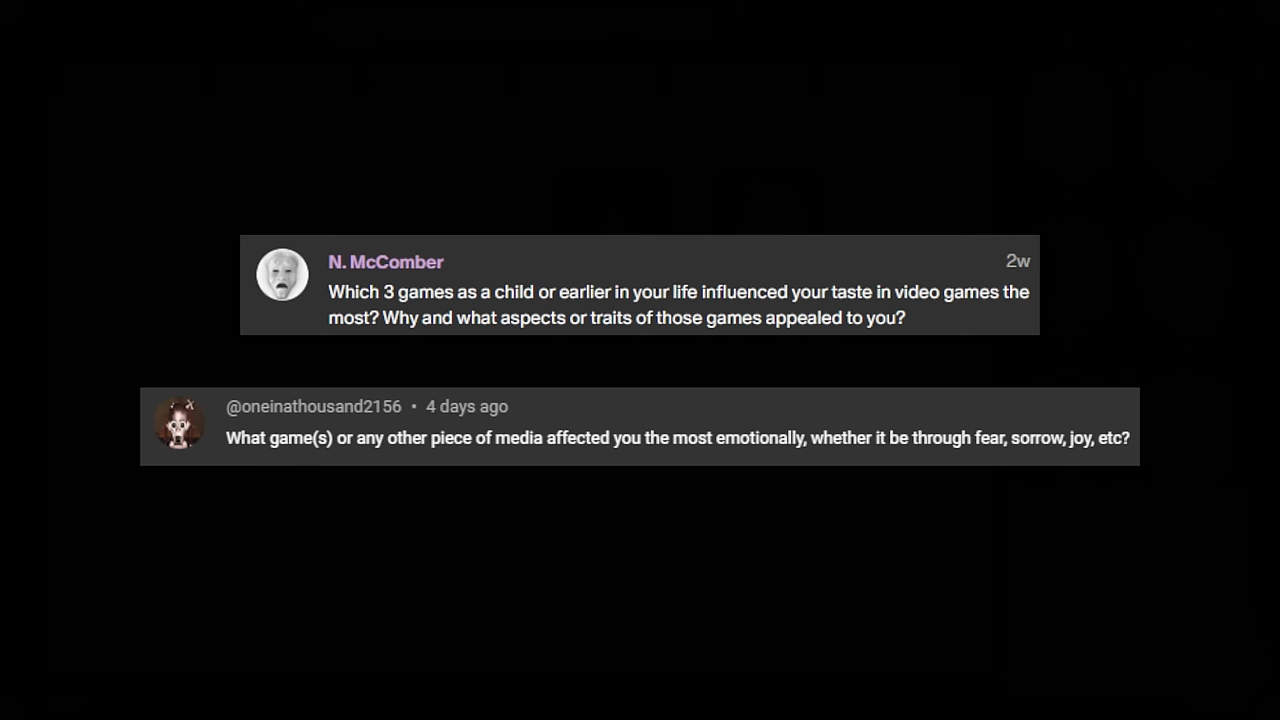 N. McComber 2w
Which 3 games as a child or earlier in your life influenced your taste in video games the
most? Why and what aspects or traits of those games appealed to you?
@oneinathousand2156 • 4 days ago
What game(s) or any other piece of media affected you the most emotionally, whether it be through fear, sorrow, joy, etc?